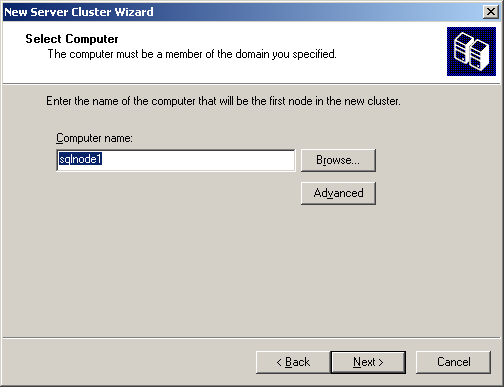 New Server Cluster Wizard
Select Computer
The computer must be a member of the domain you specified.
Enter the name of the computer that will be the first node in the new cluster.
Computer name:
sqlnode1
Browse...
Advanced
< Back
Next >
Cancel